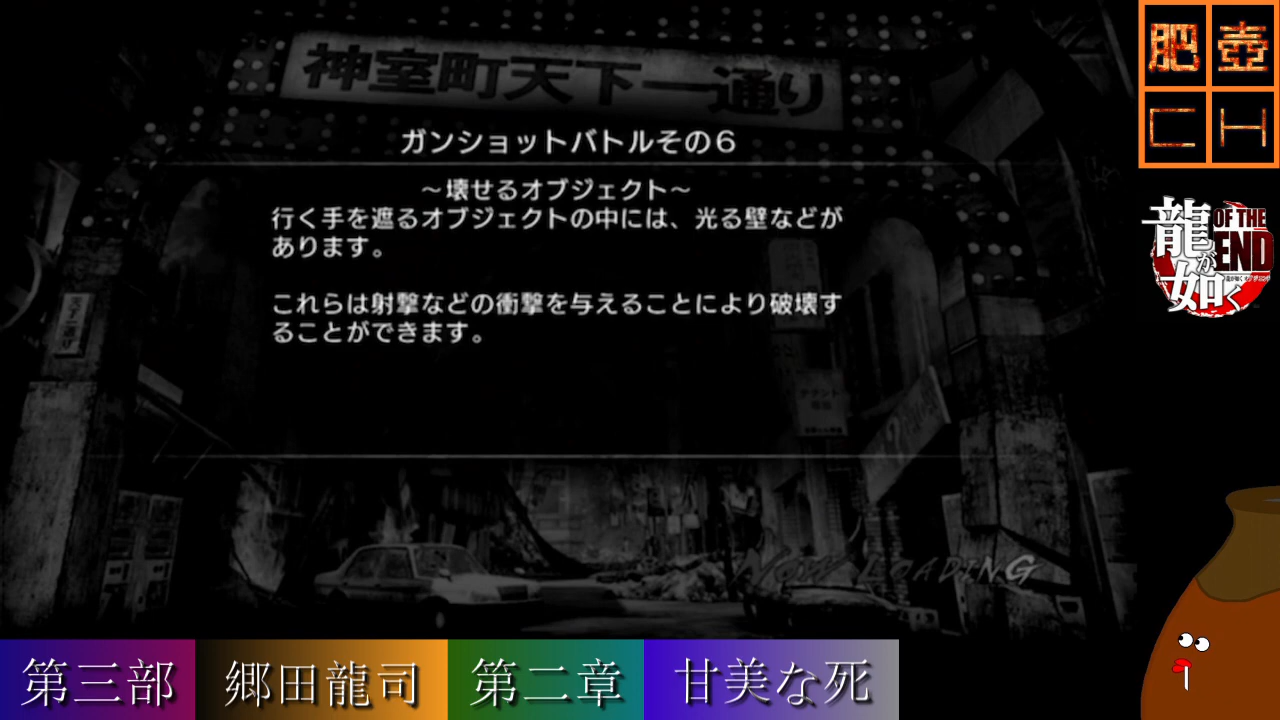 神室町天下一通り
肥壺
CH
ガンショットバトルその6
～壊せるオブジェクト～
行く手を遮るオブジェクトの中には、光る壁などが
あります。
これらは射撃などの衝撃を与えることにより破壊す
ることができます。
龍が如く
OF THE
END
NOW LOADING
第三部 郷田龍司 第二章 甘美な死